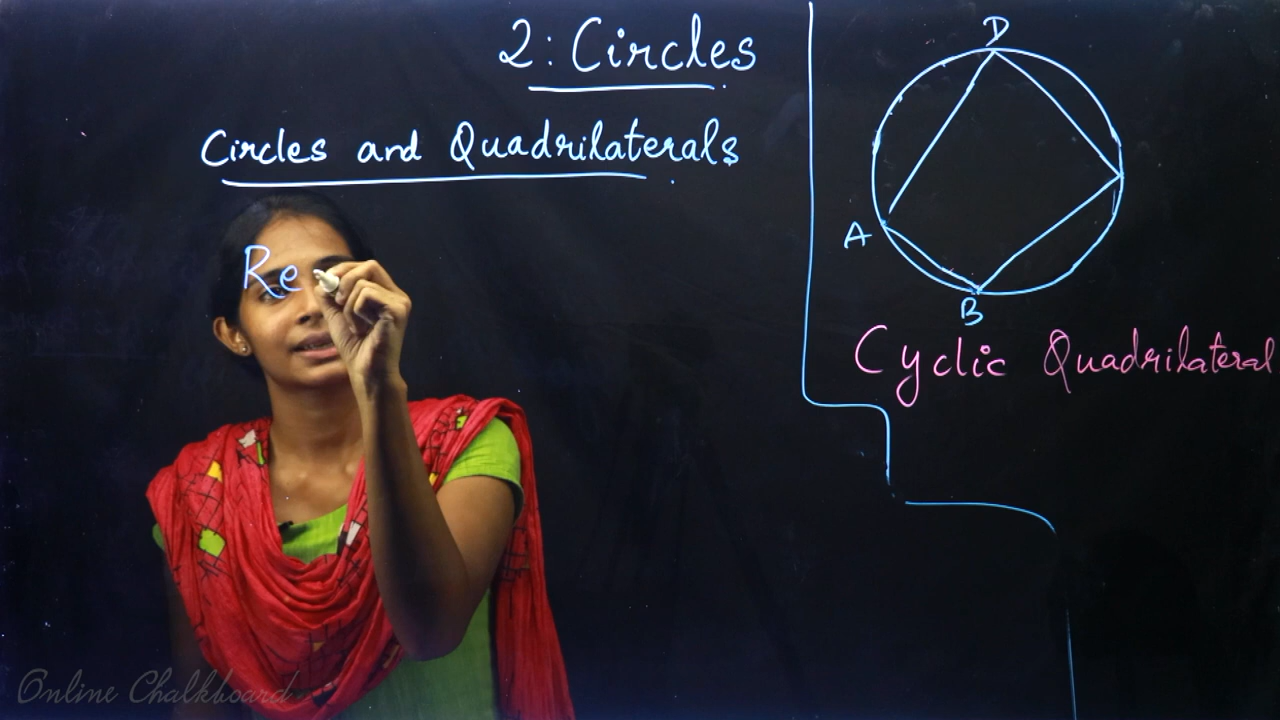 2: Circles
Circles and Quadrilaterals
Re
D
A
B
Cyclic Quadrilateral
Online Chalkboard